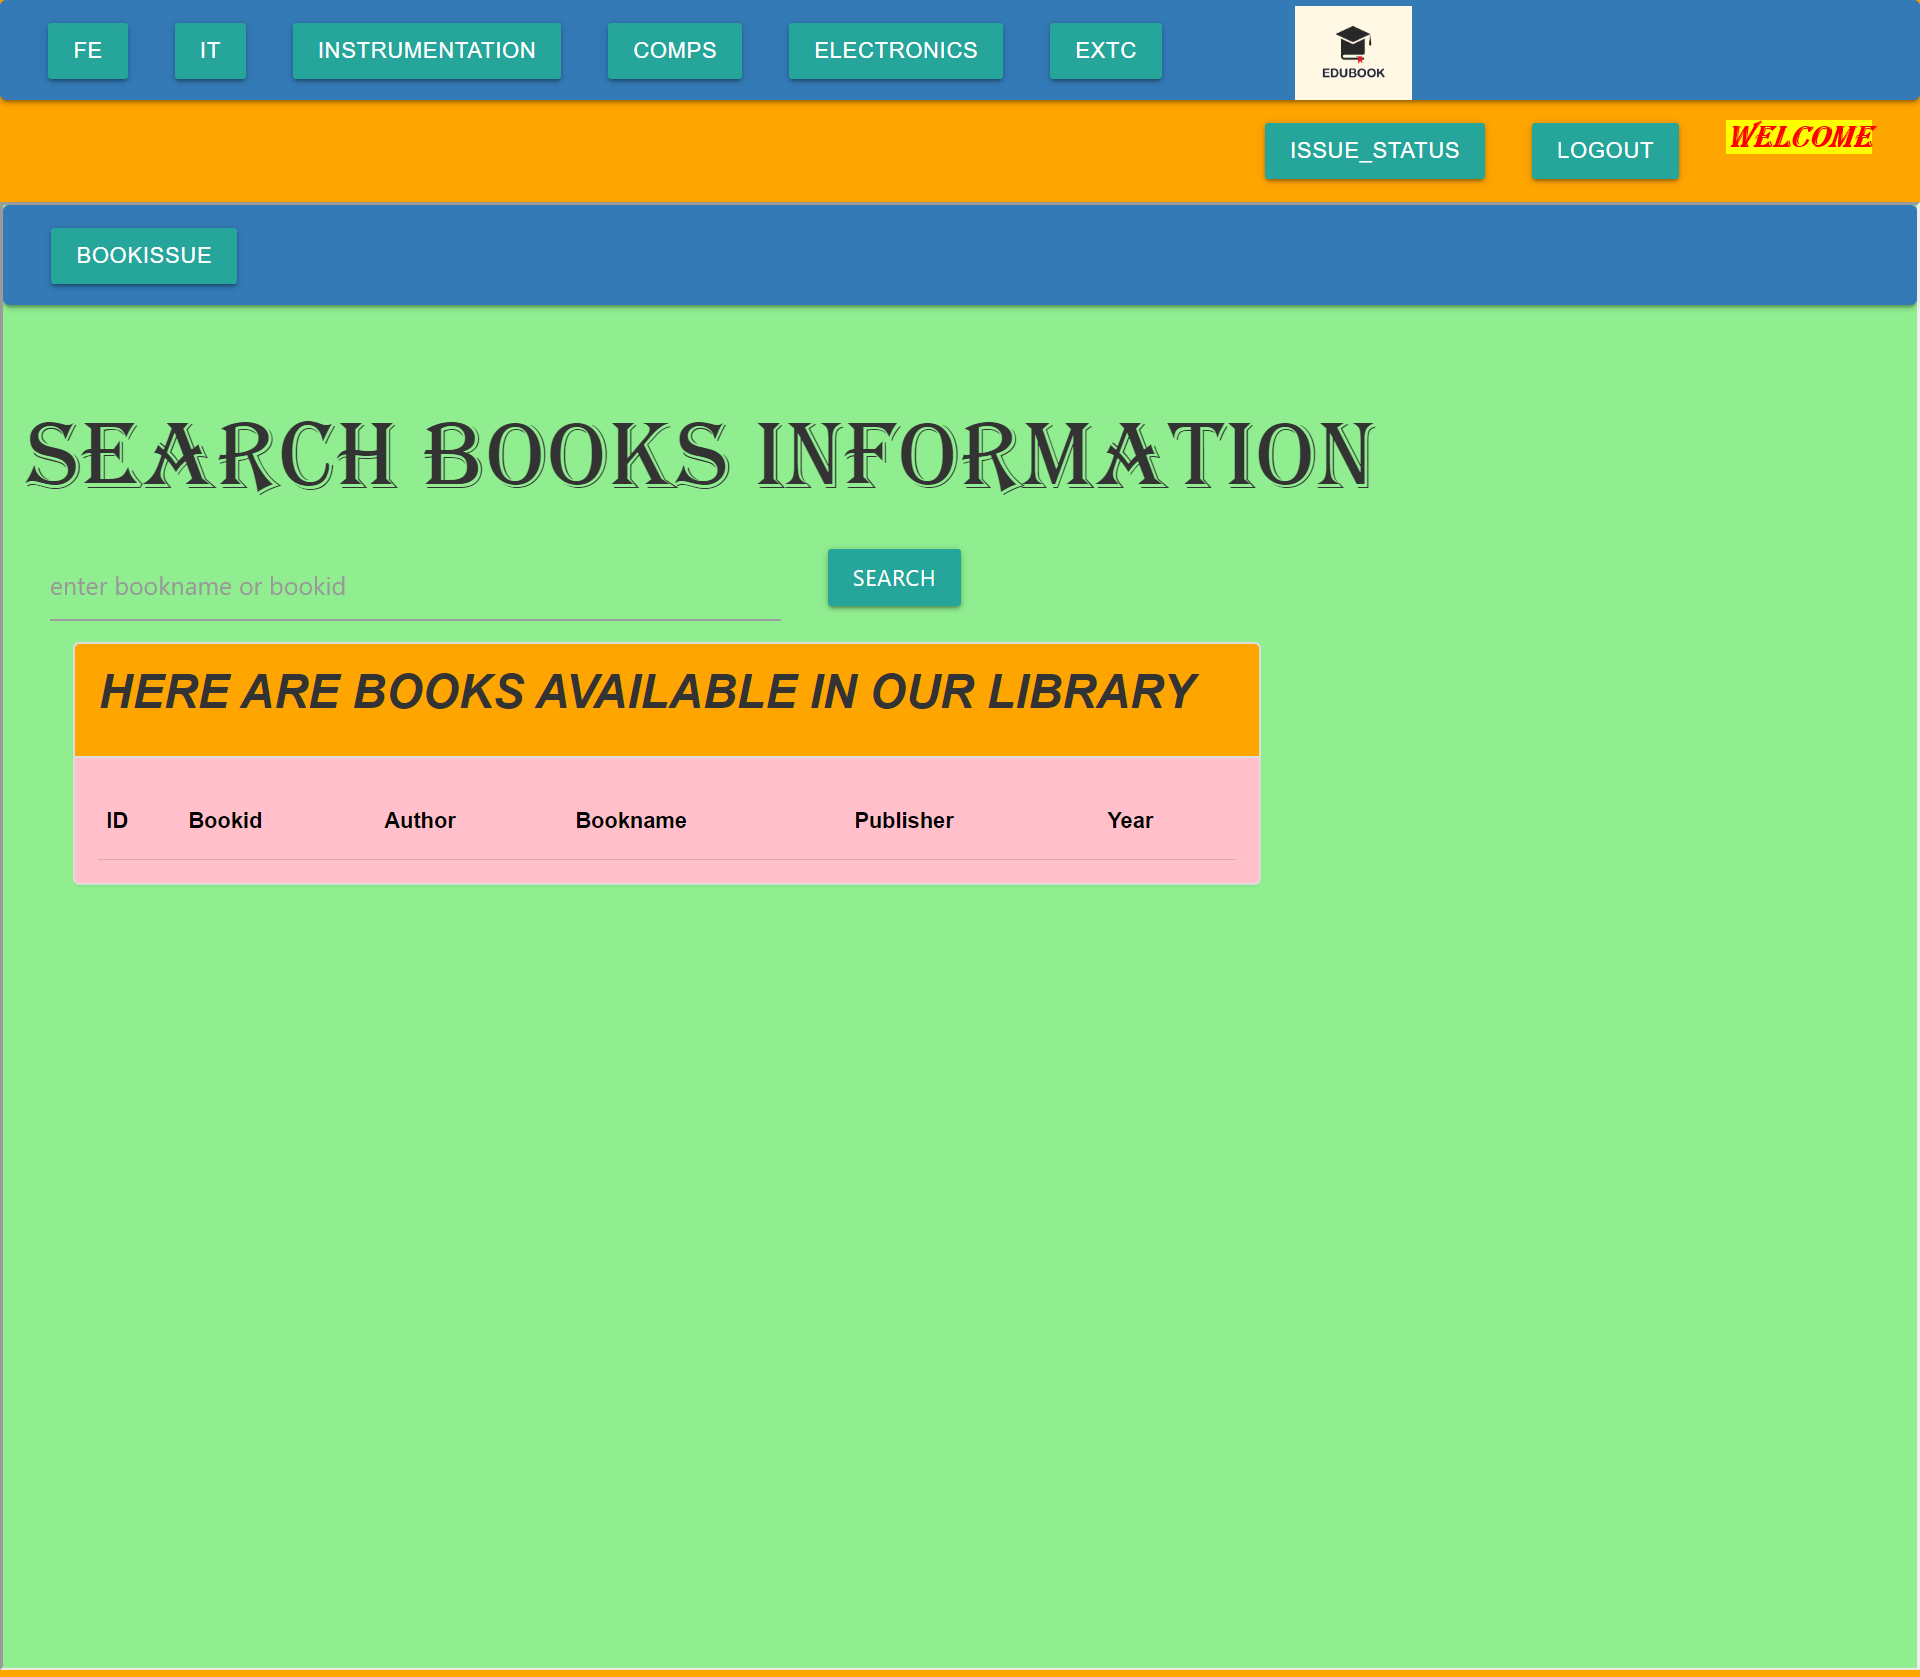 FE IT INSTRUMENTATION COMPS ELECTRONICS EXTC
EDUBOOK
ISSUE_STATUS LOGOUT WELCOME
BOOKISSUE
SEARCH BOOKS INFORMATION
enter bookname or bookid SEARCH
HERE ARE BOOKS AVAILABLE IN OUR LIBRARY
ID Bookid Author Bookname Publisher Year